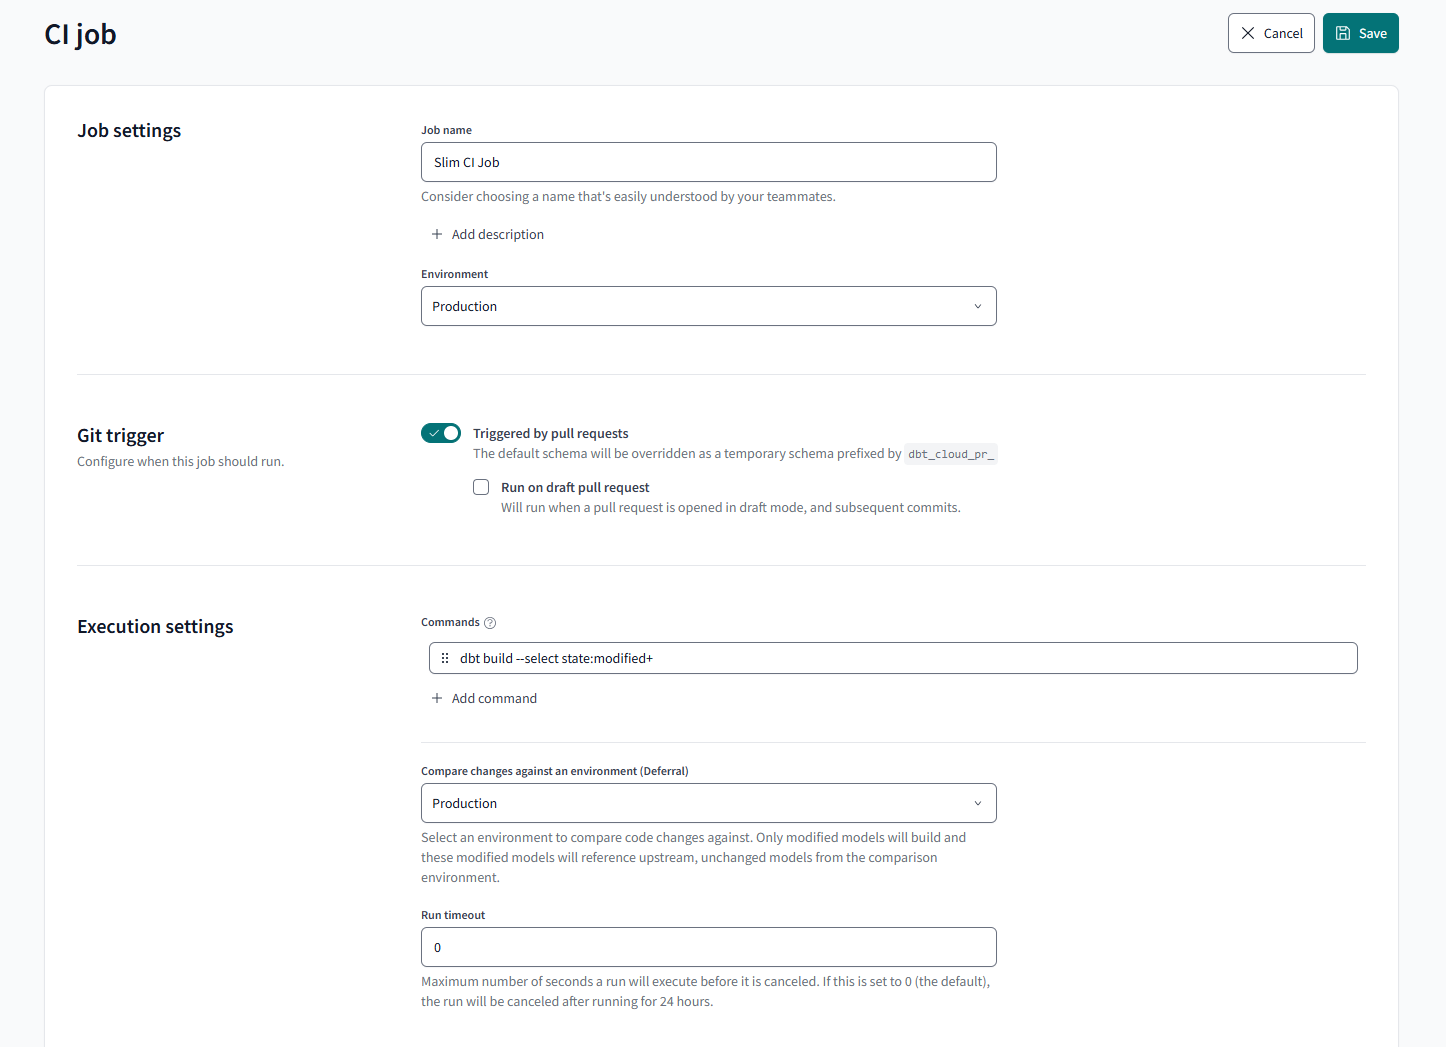 CI job
Cancel
Save
Job settings
Job name
Slim CI Job
Consider choosing a name that's easily understood by your teammates.
Add description
Environment
Production
Git trigger
Configure when this job should run.
Triggered by pull requests
The default schema will be overridden as a temporary schema prefixed by dbt_cloud_pr_
Run on draft pull request
Will run when a pull request is opened in draft mode, and subsequent commits.
Execution settings
Commands
dbt build --select state:modified+
Add command
Compare changes against an environment (Deferral)
Production
Select an environment to compare code changes against. Only modified models will build and
these modified models will reference upstream, unchanged models from the comparison
environment.
Run timeout
0
Maximum number of seconds a run will execute before it is canceled. If this is set to 0 (the default),
the run will be canceled after running for 24 hours.